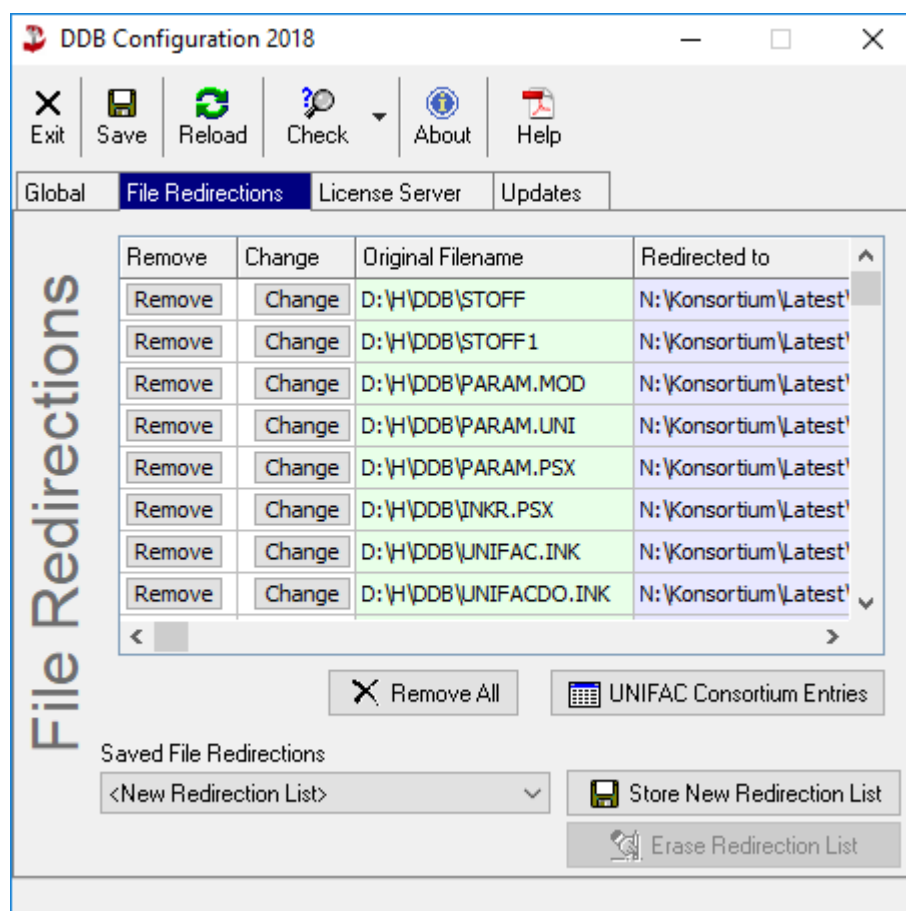 DDB Configuration 2018
Exit Save Reload Check About Help
Global File Redirections License Server Updates
File Redirections
Remove Change Original Filename Redirected to
Remove Change D:\H\DDB\STOFF N:\Konsortium\Latest\
Remove Change D:\H\DDB\STOFF1 N:\Konsortium\Latest\
Remove Change D:\H\DDB\PARAM.MOD N:\Konsortium\Latest\
Remove Change D:\H\DDB\PARAM.UNI N:\Konsortium\Latest\
Remove Change D:\H\DDB\PARAM.PSX N:\Konsortium\Latest\
Remove Change D:\H\DDB\INKR.PSX N:\Konsortium\Latest\
Remove Change D:\H\DDB\UNIFAC.INK N:\Konsortium\Latest\
Remove Change D:\H\DDB\UNIFACDO.INK N:\Konsortium\Latest\
Remove All UNIFAC Consortium Entries
Saved File Redirections
<New Redirection List> Store New Redirection List
Erase Redirection List